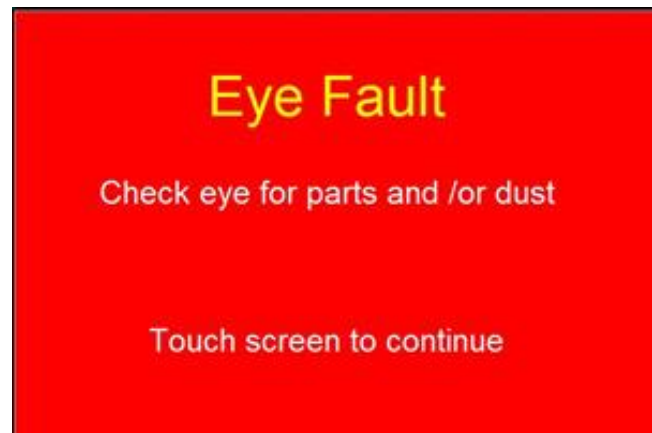 Eye Fault
Check eye for parts and /or dust
Touch screen to continue